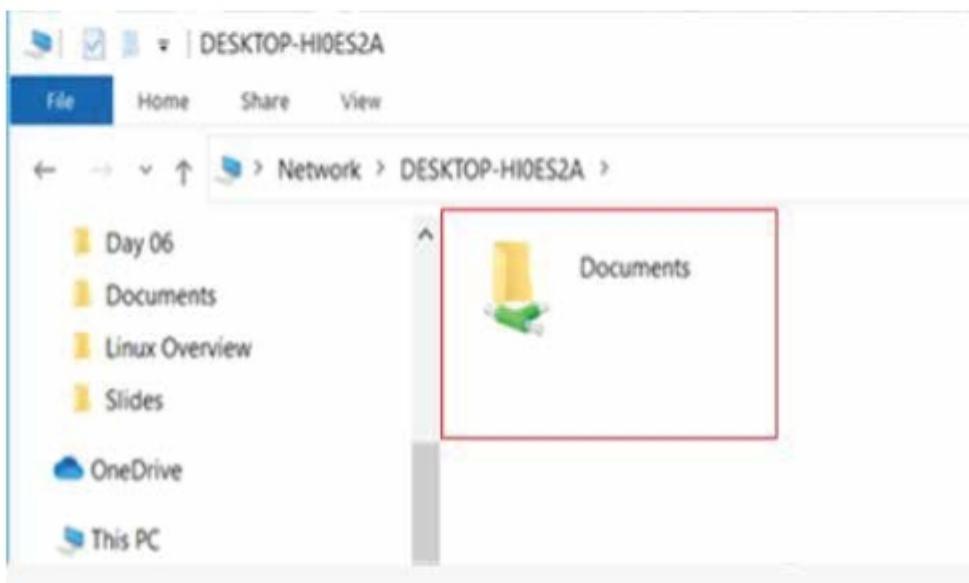 DESKTOP-HI0ES2A
File Home Share View
Network > DESKTOP-HI0ES2A >
Day 06
Documents
Linux Overview
Slides
OneDrive
This PC
Documents